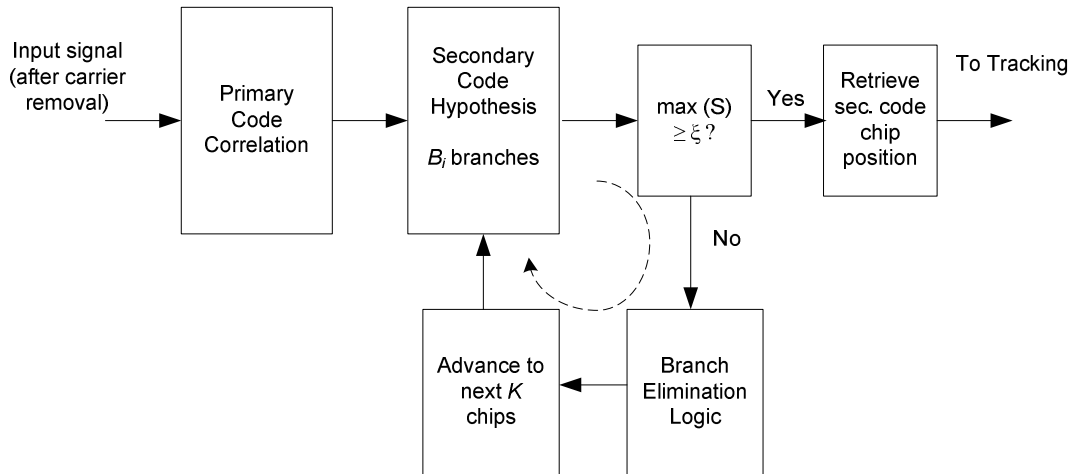 Input signal
(after carrier
removal)
Primary
Code
Correlation
Secondary
Code
Hypothesis
Bi branches
max (S)
≥ ξ ?
Yes
Retrieve
sec. code
chip
position
To Tracking
No
Advance to
next K
chips
Branch
Elimination
Logic